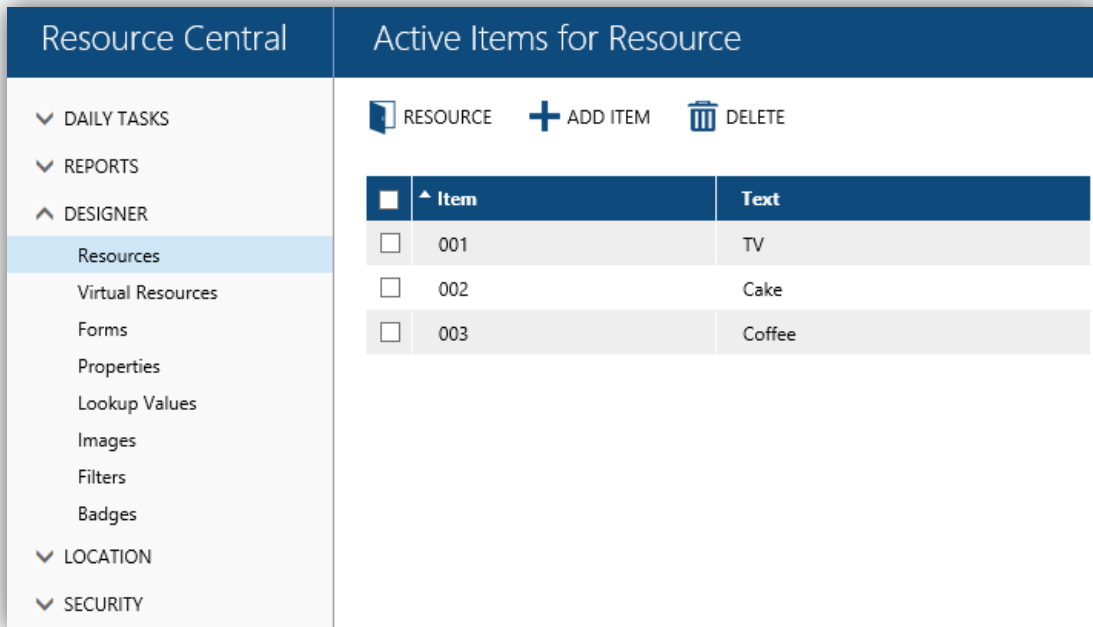 Resource Central
Active Items for Resource
DAILY TASKS
REPORTS
DESIGNER
Resources
Virtual Resources
Forms
Properties
Lookup Values
Images
Filters
Badges
LOCATION
SECURITY
RESOURCE ADD ITEM DELETE
Item Text
001 TV
002 Cake
003 Coffee